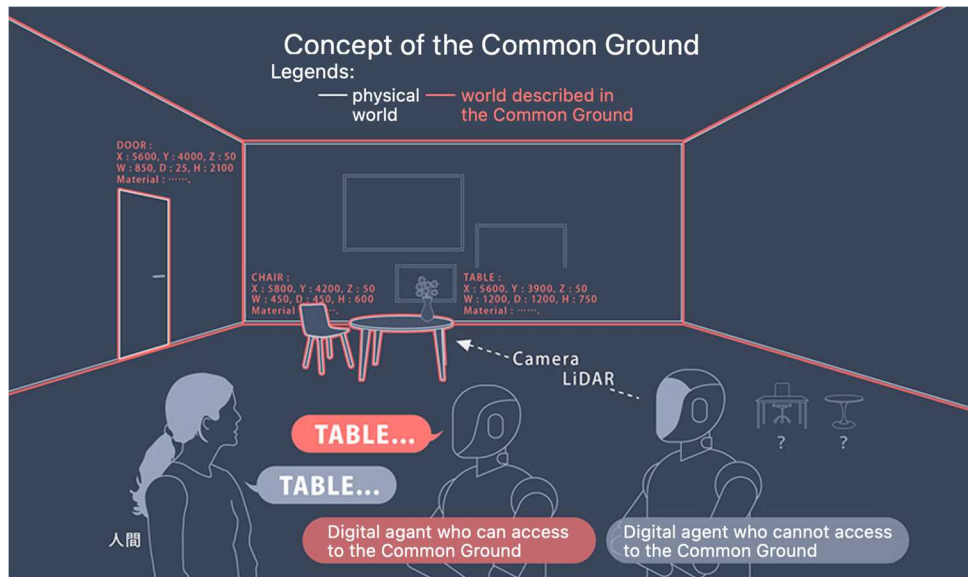 Concept of the Common Ground
Legends:
physical world
world described in the Common Ground
DOOR :
X : 5600, Y : 4000, Z : 50
W : 850, D : 25, H : 2100
Material : ……
CHAIR :
X : 5800, Y : 4200, Z : 50
W : 450, D : 450, H : 600
Material
TABLE :
X : 5600, Y : 3900, Z : 50
W : 1200, D : 1200, H : 750
Material : ……
Camera
LiDAR
TABLE...
TABLE...
? ?
人間
Digital agant who can access
to the Common Ground
Digital agent who cannot access
to the Common Ground